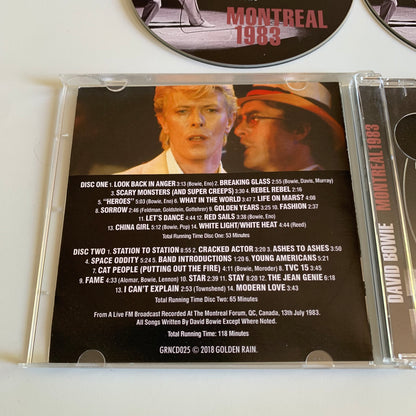 MONTREAL
1983
DISC ONE 1. LOOK BACK IN ANGER 3:13 (Bowie, Eno) 2. BREAKING GLASS 2:55 (Bowie, Davis, Murray)
3. SCARY MONSTERS (AND SUPER CREEPS) 3:30 4. REBEL REBEL 2:16
5. "HEROES" 5:03 (Bowie, Eno) 6. WHAT IN THE WORLD 3:47 7. LIFE ON MARS? 3:08
8. SORROW 2:46 (Feldman, Goldstein, Gottehrer) 9. GOLDEN YEARS 3:25 10. FASHION 2:37
11. LET'S DANCE 4:44 12. RED SAILS 3:38 (Bowie, Eno)
13. CHINA GIRL 5:12 (Bowie, Pop) 14. WHITE LIGHT/WHITE HEAT 4:44 (Reed)
Total Running Time Disc One: 53 Minutes
DISC TWO 1. STATION TO STATION 8:55 2. CRACKED ACTOR 3:20 3. ASHES TO ASHES 3:50
4. SPACE ODDITY 5:24 5. BAND INTRODUCTIONS 1:20 6. YOUNG AMERICANS 5:12
7. CAT PEOPLE (PUTTING OUT THE FIRE) 4:11 (Bowie, Moroder) 8. TVC 15 3:45
9. FAME 4:33 (Alomar, Bowie, Lennon) 10. STAR 2:39 11. STAY 8:20 12. THE JEAN GENIE 6:18
13. I CAN'T EXPLAIN 2:53 (Townshend) 14. MODERN LOVE 3:43
Total Running Time Disc Two: 65 Minutes
From A Live FM Broadcast Recorded At The Montreal Forum, QC, Canada, 13th July 1983.
All Songs Written By David Bowie Except Where Noted.
Total Running Time: 118 Minutes
GRNCD025 © 2018 GOLDEN RAIN.
DAVID BOWIE MONTREAL 1983